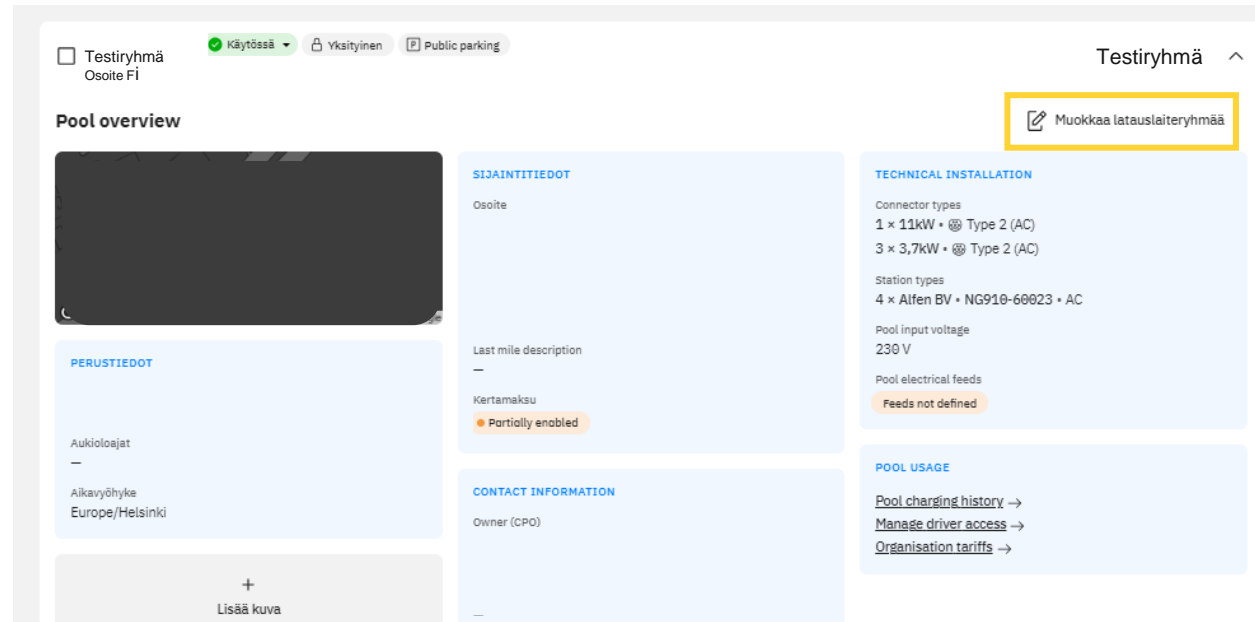 Testiryhmä
Osoite Fi
Käytössä
Yksityinen
P Public parking
Testiryhmä
Pool overview
Muokkaa latauslaiteryhmää
SIJAINTITIEDOT
Osoite
Last mile description
—
Kertamaksu
Partially enabled
TECHNICAL INSTALLATION
Connector types
1 × 11kW • Type 2 (AC)
3 × 3,7kW • Type 2 (AC)
Station types
4 × Alfen BV • NG910-60023 • AC
Pool input voltage
230 V
Pool electrical feeds
Feeds not defined
PERUSTIEDOT
Aukioloajat
—
Aikavyöhyke
Europe/Helsinki
CONTACT INFORMATION
Owner (CPO)
—
POOL USAGE
Pool charging history →
Manage driver access →
Organisation tariffs →
+
Lisää kuva